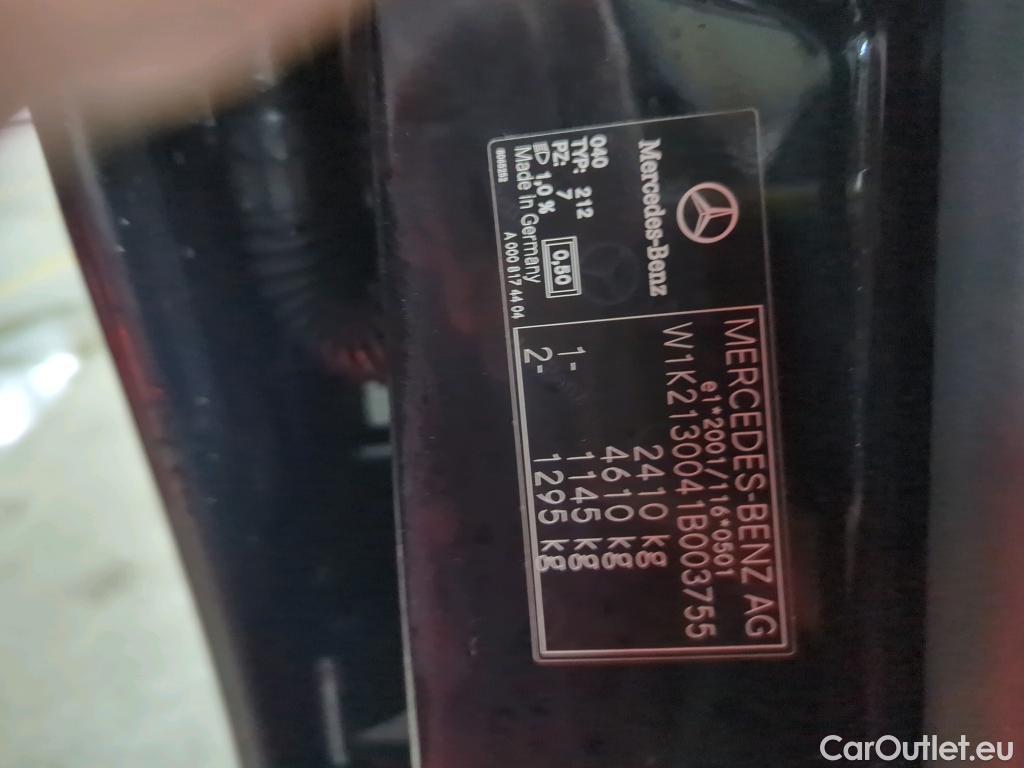 Mercedes-Benz
040
TYP: 212
PZ: 7
1,0 %
0.50
Made in Germany
A 000 817 44 04
MERCEDES-BENZ AG
e1*2001/116*0501
W1K2130041B003755
2410 kg
4610 kg
1- 1145 kg
2- 1295 kg
CarOutlet.eu